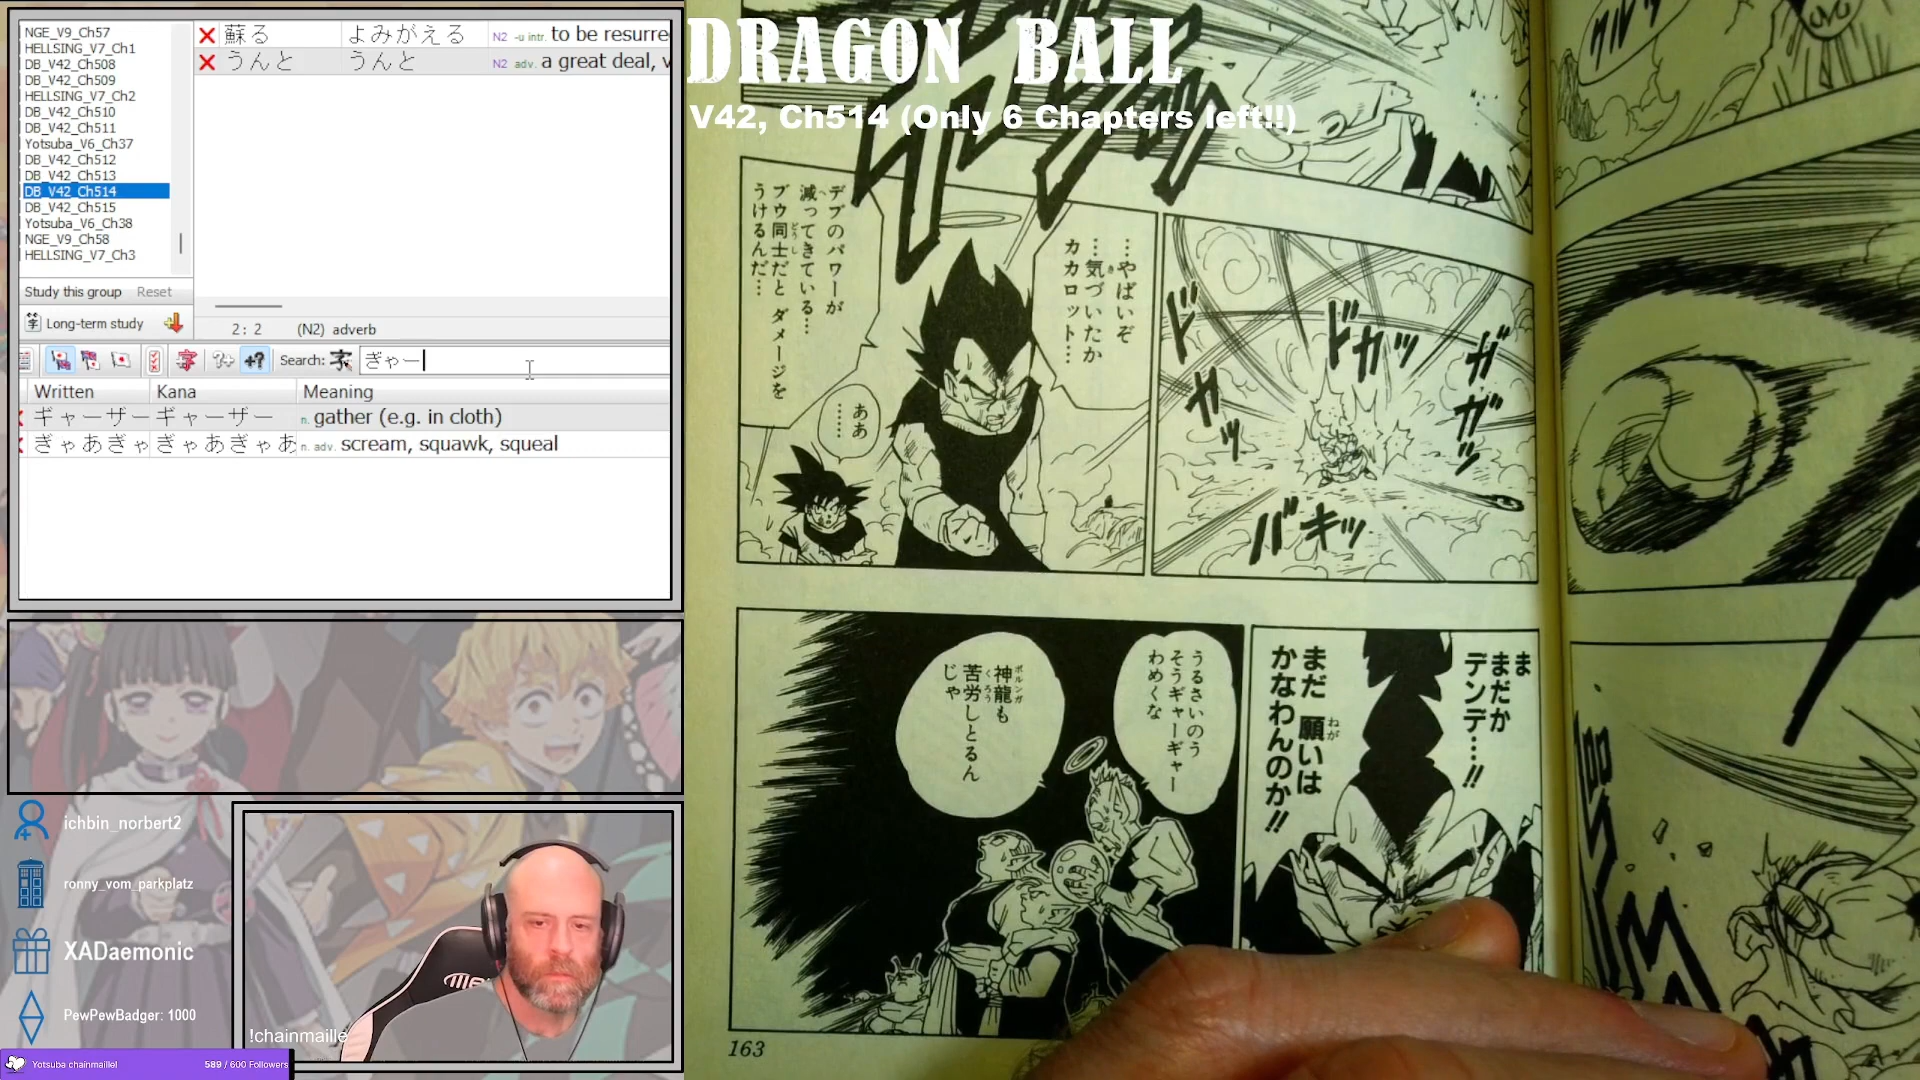 NGE_V9_Ch57
HELLSING_V7_Ch1
DB_V42_Ch508
DB_V42_Ch509
HELLSING_V7_Ch2
DB_V42_Ch510
DB_V42_Ch511
Yotsuba_V6_Ch37
DB_V42_Ch512
DB_V42_Ch513
DB_V42_Ch514
DB_V42_Ch515
Yotsuba_V6_Ch38
NGE_V9_Ch58
HELLSING_V7_Ch3
Study this group Reset
Long-term study
蘇る よみがえる N2 -u intr. to be resurre
うんと うんと N2 adv. a great deal, v
2: 2 (N2) adverb
Search: 字 ぎゃー
Written Kana Meaning
ギャーザー ギャーザー n. gather (e.g. in cloth)
ぎゃあぎゃ ぎゃあぎゃあ n. adv. scream, squawk, squeal
DRAGON BALL
V42, Ch514 (Only 6 Chapters left!!)
ドドド
ドカッ
ガガッ
ヤッ
バキッ
…やばいぞ
…気づいたか
カカロット…
デブのパワーが
減ってきている…
ブウ同士だと ダメージを
うけるんだ…
ああ
……
ま
まだか
デンデ…!!
まだ 願いは
かなわんのか!!
うるさいのう
そうギャーギャー
わめくな
神龍も
苦労しとるん
じゃ
163
ichbin_norbert2
ronny_vom_parkplatz
XADaemonic
PewPewBadger: 1000
!chainmaille
Yotsuba chainmaille! 589 / 600 Followers